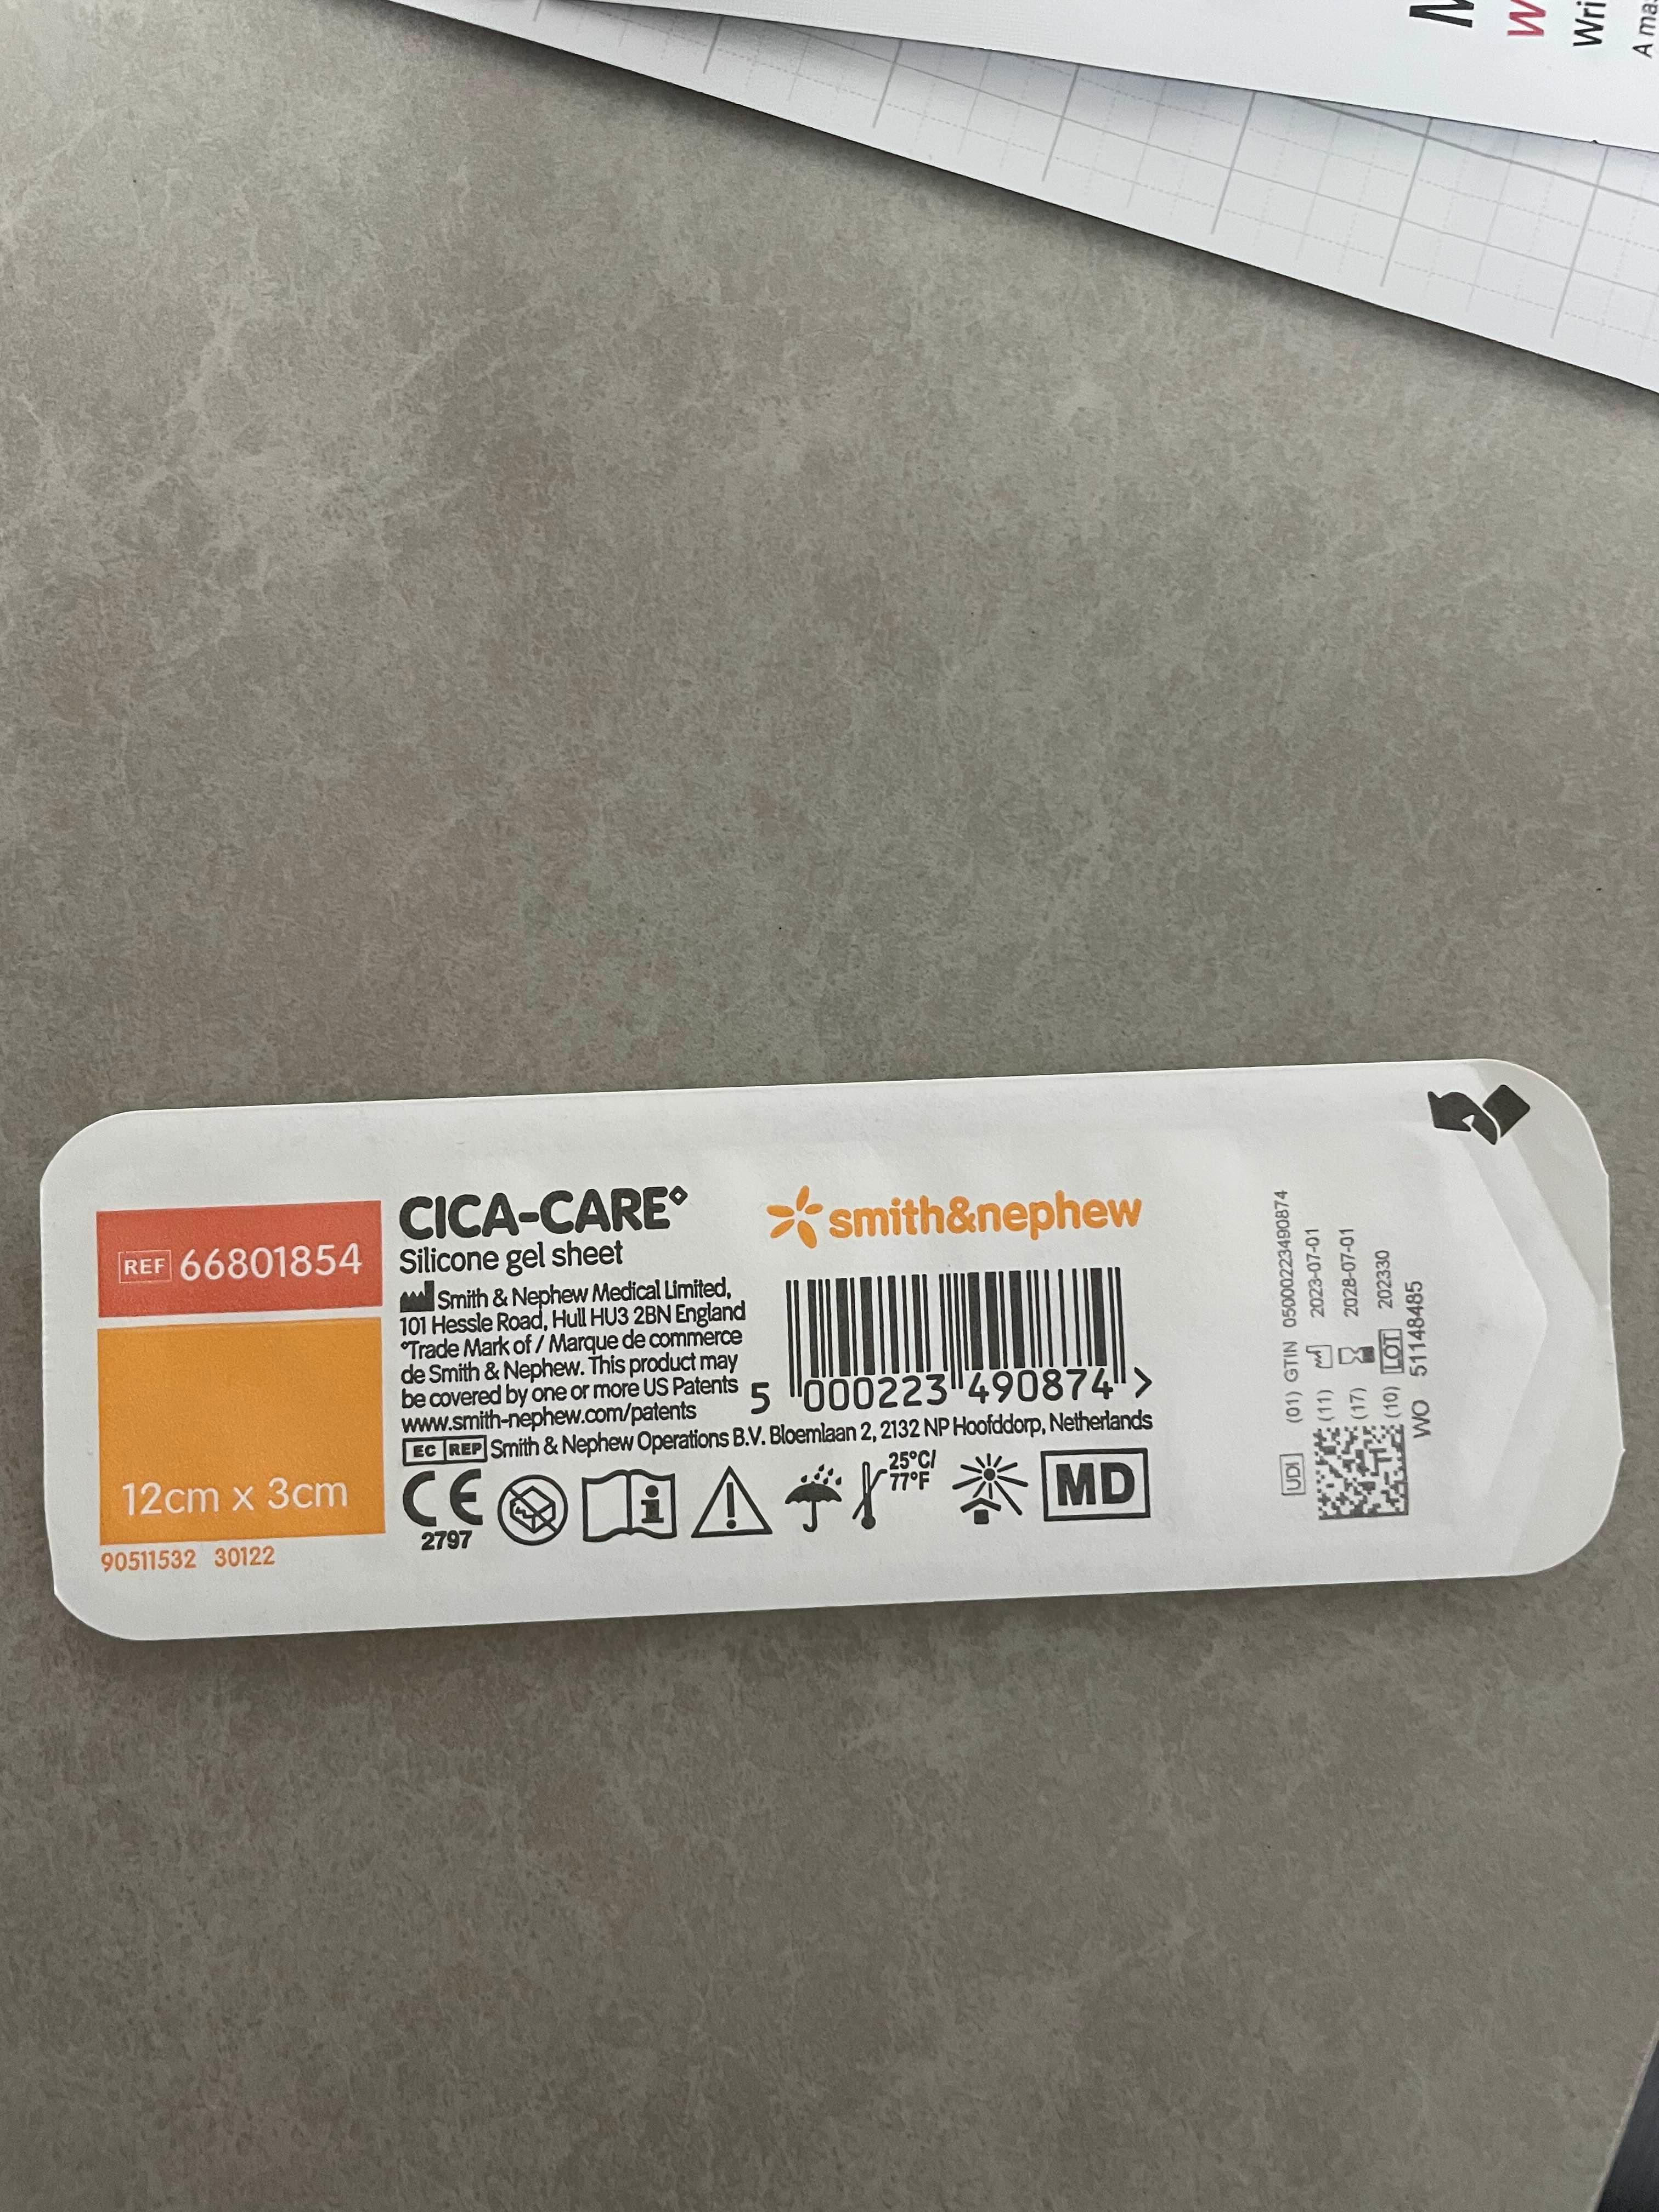 M
W
Wri
A ma
REF 66801854
12cm x 3cm
90511532 30122
CICA-CARE◊
Silicone gel sheet
Smith & Nephew Medical Limited,
101 Hessle Road, Hull HU3 2BN England
◊Trade Mark of / Marque de commerce
de Smith & Nephew. This product may
be covered by one or more US Patents
www.smith-nephew.com/patents
EC REP Smith & Nephew Operations B.V. Bloemlaan 2, 2132 NP Hoofddorp, Netherlands
CE
2797
25°C/
77°F
MD
smith&nephew
5 000223 490874 >
UDI
(01) GTIN 05000223490874
(11) 2023-07-01
(17) 2028-07-01
(10) LOT 202330
WO 51148485